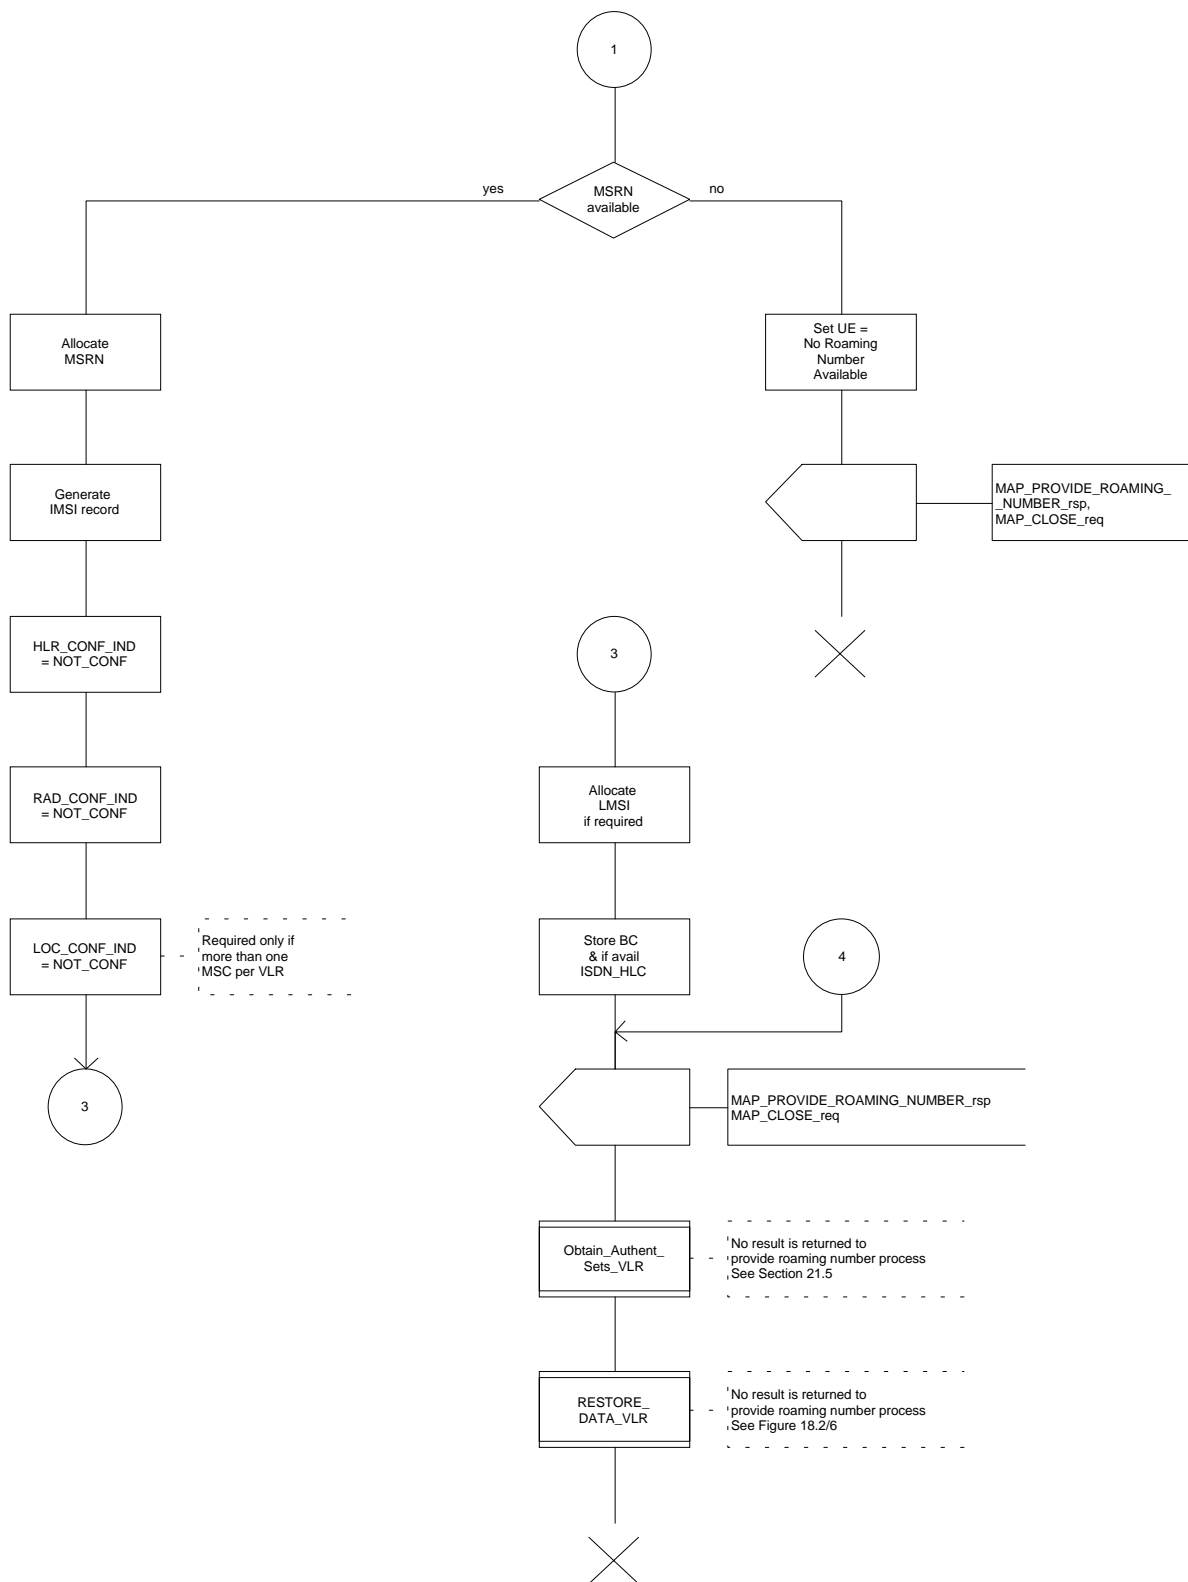 1
yes
MSRN
available
no
Allocate
MSRN
Set UE =
No Roaming
Number
Available
Generate
IMSI record
MAP_PROVIDE_ROAMING_
_NUMBER_rsp,
MAP_CLOSE_req
HLR_CONF_IND
= NOT_CONF
3
RAD_CONF_IND
= NOT_CONF
Allocate
LMSI
if required
LOC_CONF_IND
= NOT_CONF
Required only if
more than one
MSC per VLR
Store BC
& if avail
ISDN_HLC
4
3
MAP_PROVIDE_ROAMING_NUMBER_rsp
MAP_CLOSE_req
Obtain_Authent_
Sets_VLR
No result is returned to
provide roaming number process
See Section 21.5
RESTORE_
DATA_VLR
No result is returned to
provide roaming number process
See Figure 18.2/6